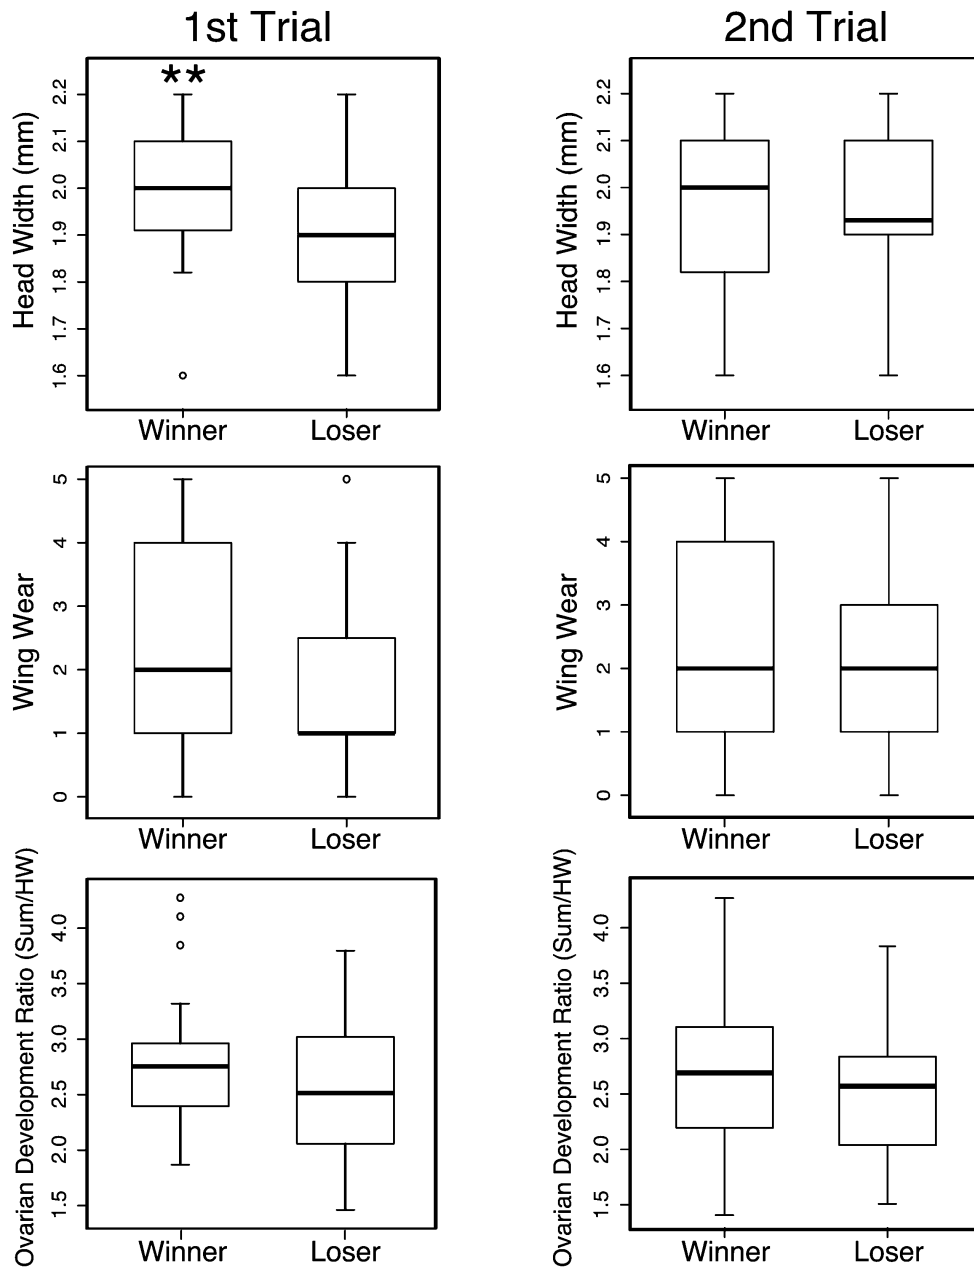 1st Trial
2nd Trial
**
Head Width (mm)
2.2
2.1
2.0
1.9
1.8
1.7
1.6
Winner
Loser
Head Width (mm)
2.2
2.1
2.0
1.9
1.8
1.7
1.6
Winner
Loser
Wing Wear
5
4
3
2
1
0
Winner
Loser
Wing Wear
5
4
3
2
1
0
Winner
Loser
Ovarian Development Ratio (Sum/HW)
4.0
3.5
3.0
2.5
2.0
1.5
Winner
Loser
Ovarian Development Ratio (Sum/HW)
4.0
3.5
3.0
2.5
2.0
1.5
Winner
Loser